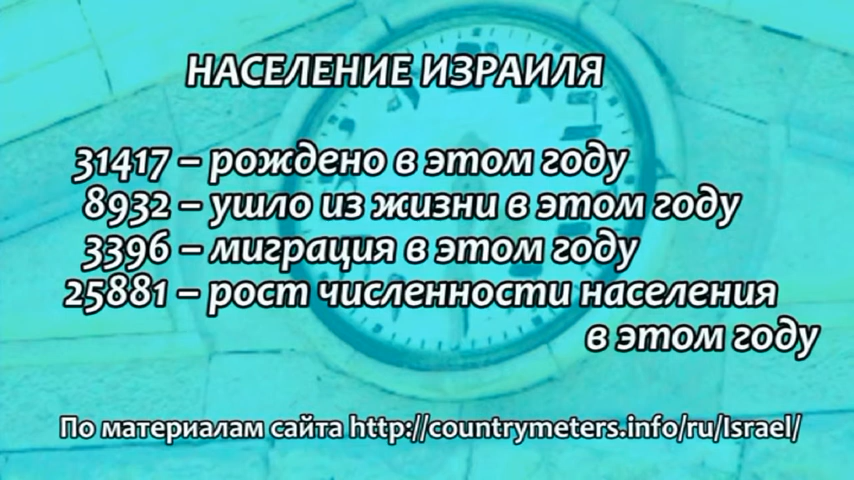 НАСЕЛЕНИЕ ИЗРАИЛЯ
31417 – рождено в этом году
8932 – ушло из жизни в этом году
3396 – миграция в этом году
25881 – рост численности населения
в этом году
По материалам сайта http://countrymeters.info/ru/Israel/